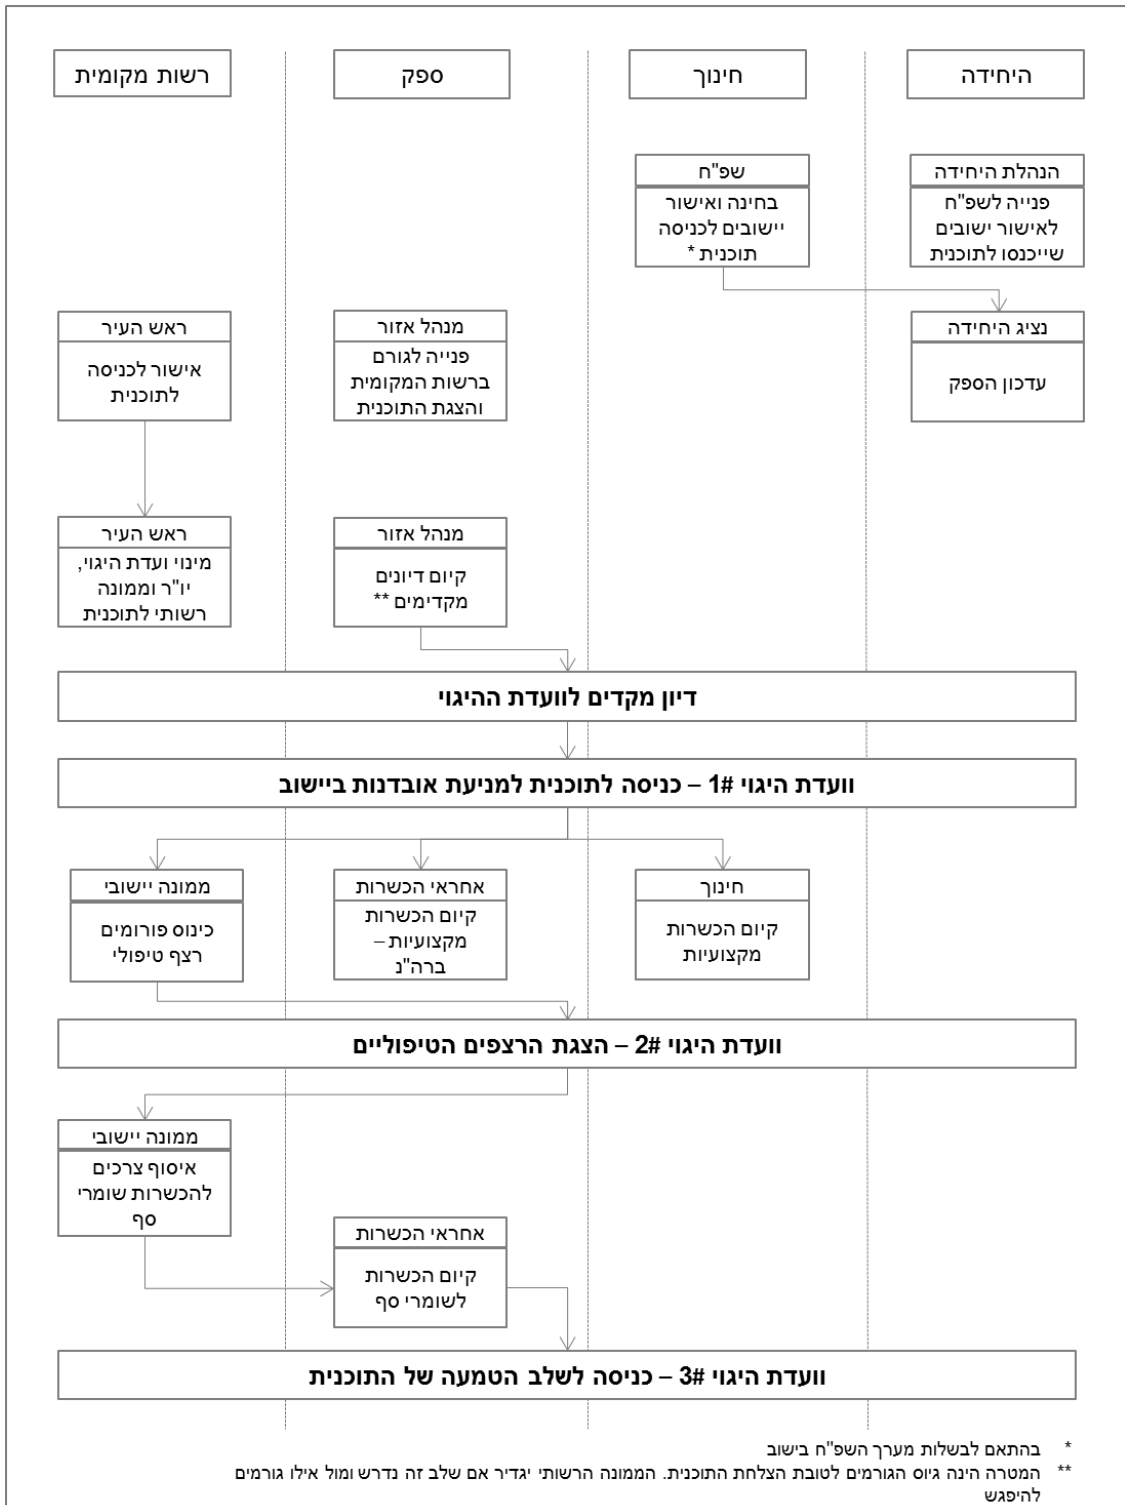 היחידה
חינוך
ספק
רשות מקומית
הנהלת היחידה
פנייה לשפ"ח
לאישור ישובים
שייכנסו לתוכנית
שפ"ח
בחינה ואישור
יישובים לכניסה
תוכנית *
נציג היחידה
עדכון הספק
מנהל אזור
פנייה לגורם
ברשות המקומית
והצגת התוכנית
ראש העיר
אישור לכניסה
לתוכנית
מנהל אזור
קיום דיונים
מקדימים **
ראש העיר
מינוי ועדת היגוי,
יו"ר וממונה
רשותי לתוכנית
דיון מקדים לוועדת ההיגוי
וועדת היגוי #1 – כניסה לתוכנית למניעת אובדנות ביישוב
חינוך
קיום הכשרות
מקצועיות
אחראי הכשרות
קיום הכשרות
מקצועיות –
ברה"נ
ממונה יישובי
כינוס פורומים
רצף טיפולי
וועדת היגוי #2 – הצגת הרצפים הטיפוליים
ממונה יישובי
איסוף צרכים
להכשרות שומרי
סף
אחראי הכשרות
קיום הכשרות
לשומרי סף
וועדת היגוי #3 – כניסה לשלב הטמעה של התוכנית
* בהתאם לבשלות מערך השפ"ח בישוב
** המטרה הינה גיוס הגורמים לטובת הצלחת התוכנית. הממונה הרשותי יגדיר אם שלב זה נדרש ומול אילו גורמים
להיפגש